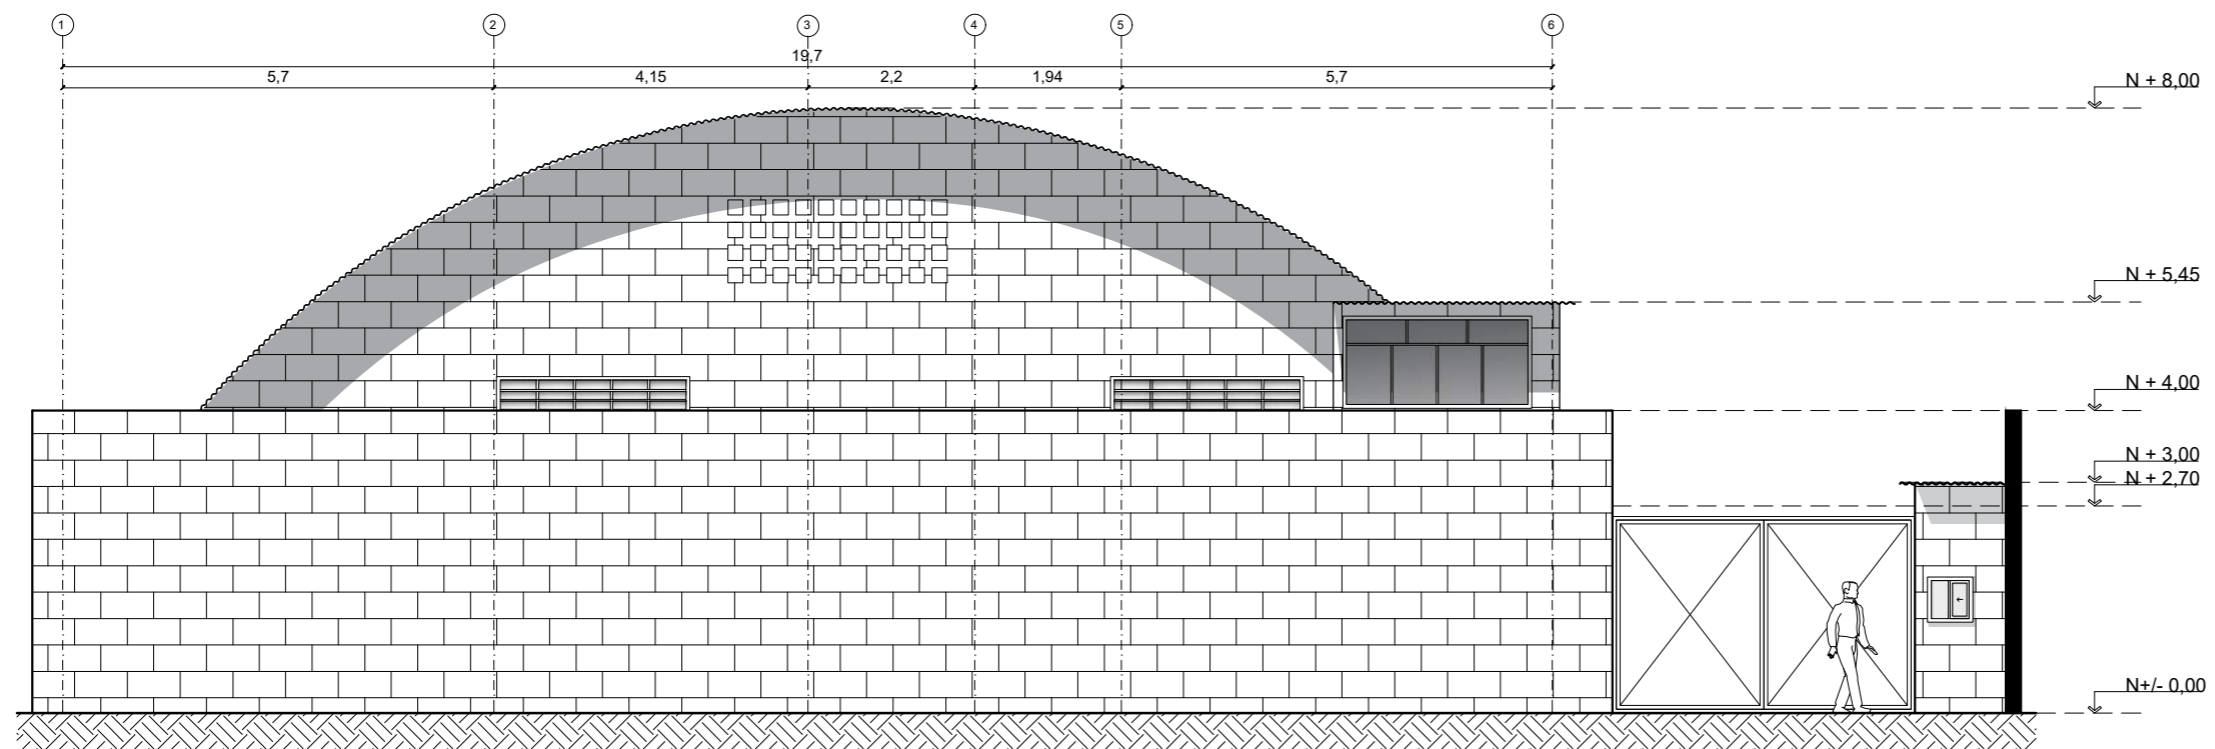 1 2 3 4 5 6
19,7
5,7 4,15 2,2 1,94 5,7
N + 8,00
N + 5,45
N + 4,00
N + 3,00
N + 2,70
N+/- 0,00